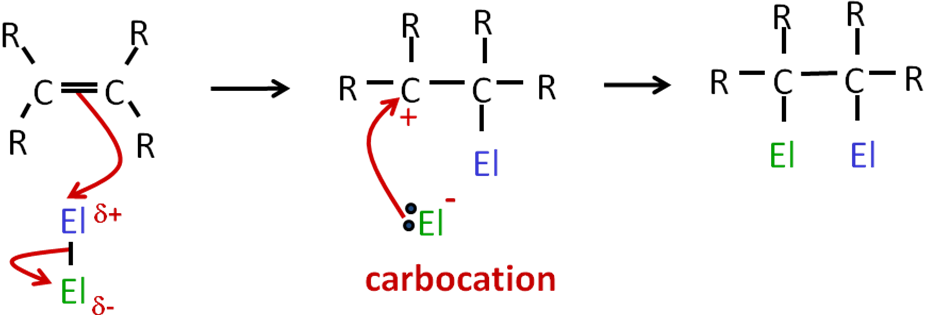 R R R R R R
C C R C C R R C C R
R R +
El El El
El δ+ El -
El δ-
carbocation